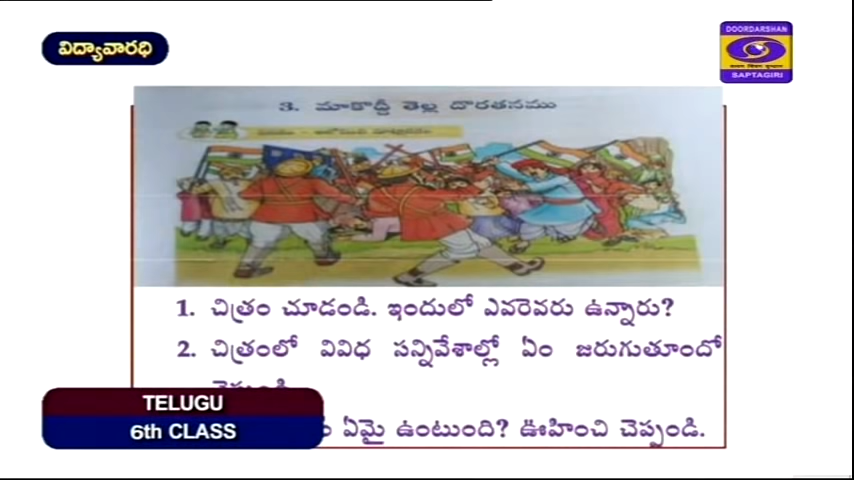 విద్యావారధి
DOORDARSHAN
SAPTAGIRI
3. మాకొద్దీ తెల్ల దొరతనము
1. చిత్రం చూడండి. ఇందులో ఎవరెవరు ఉన్నారు?
2. చిత్రంలో వివిధ సన్నివేశాల్లో ఏం జరుగుతూందో
ఏమై ఉంటుంది? ఊహించి చెప్పండి.
TELUGU
6th CLASS